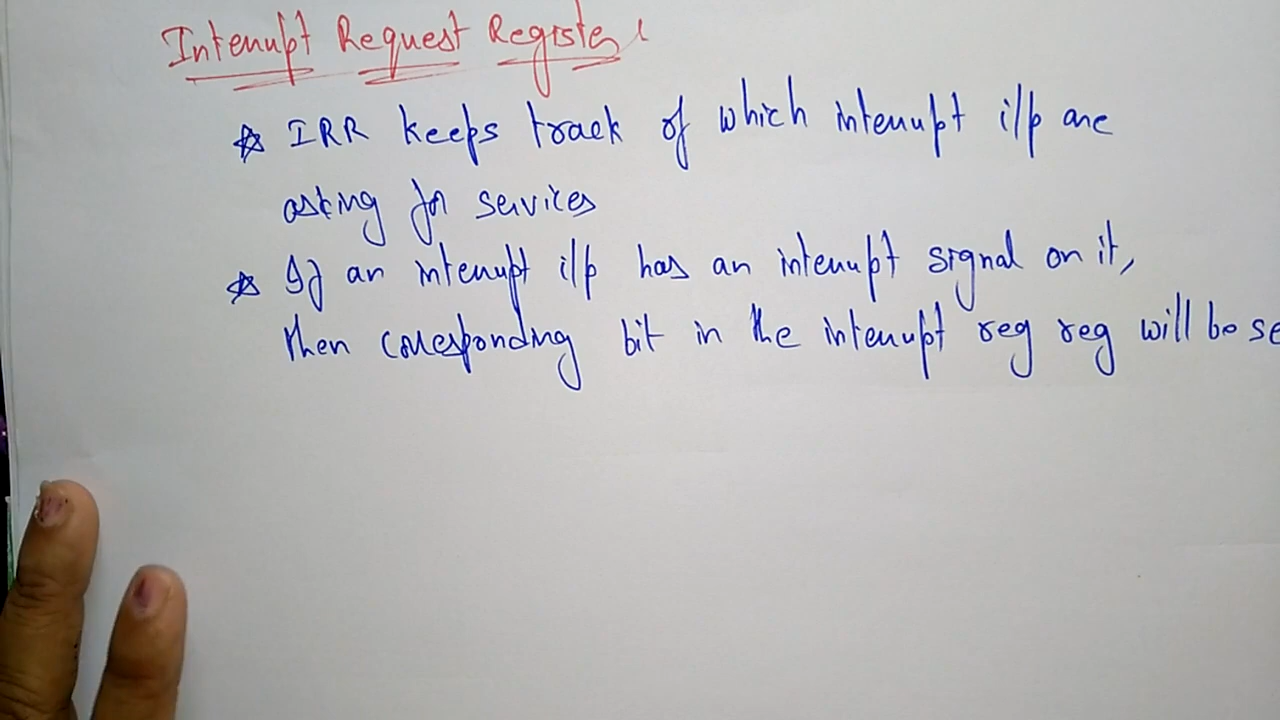 Interrupt Request Register
☆ IRR keeps track of which interrupt i/p are
asking for services
☆ If an interrupt i/p has an interrupt signal on it,
then corresponding bit in the interrupt reg reg will be se